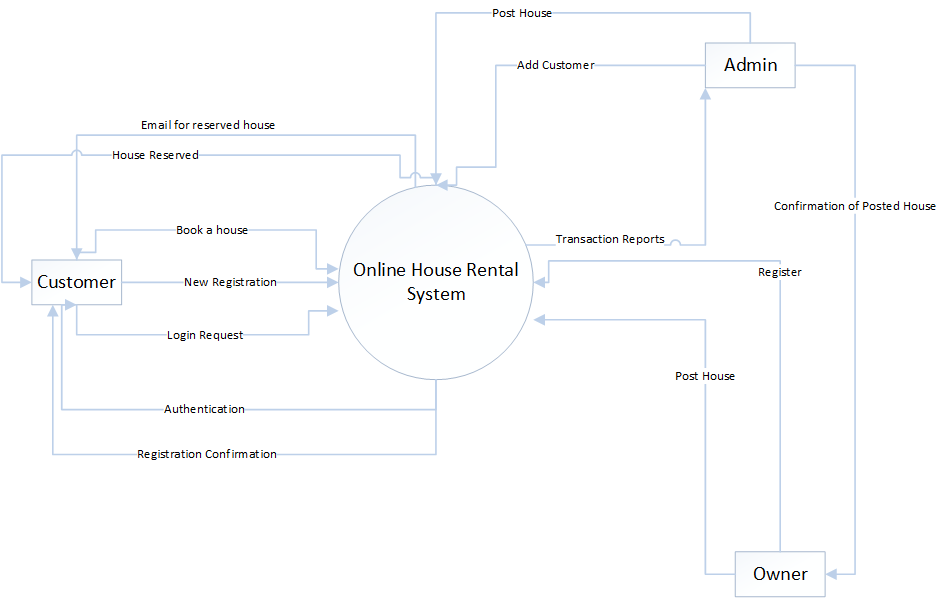 Post House
Add Customer
Admin
Email for reserved house
House Reserved
Confirmation of Posted House
Book a house
Transaction Reports
Online House Rental
System
Register
Customer
New Registration
Login Request
Post House
Authentication
Registration Confirmation
Owner